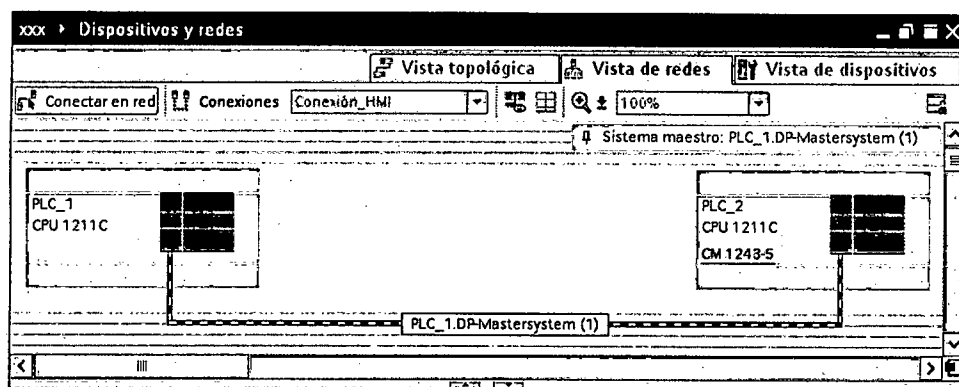 xxx ▸ Dispositivos y redes
Vista topológica
Vista de redes
Vista de dispositivos
Conectar en red
Conexiones
Conexión_HMI
100%
Sistema maestro: PLC_1.DP-Mastersystem (1)
PLC_1
CPU 1211C
PLC_2
CPU 1211C
CM 1243-5
PLC_1.DP-Mastersystem (1)